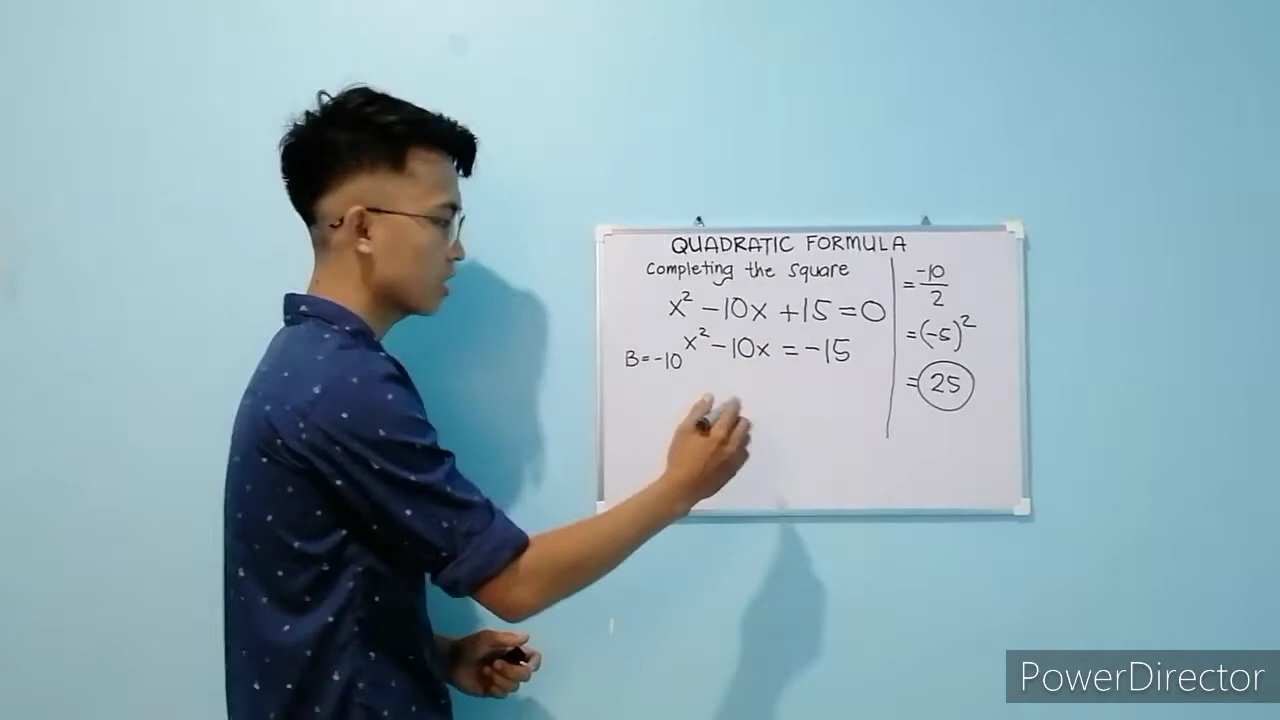 QUADRATIC FORMULA
Completing the square
x² -10x +15 = 0
x² -10x = -15
B = -10
= -10/2
= (-5)²
= 25
PowerDirector